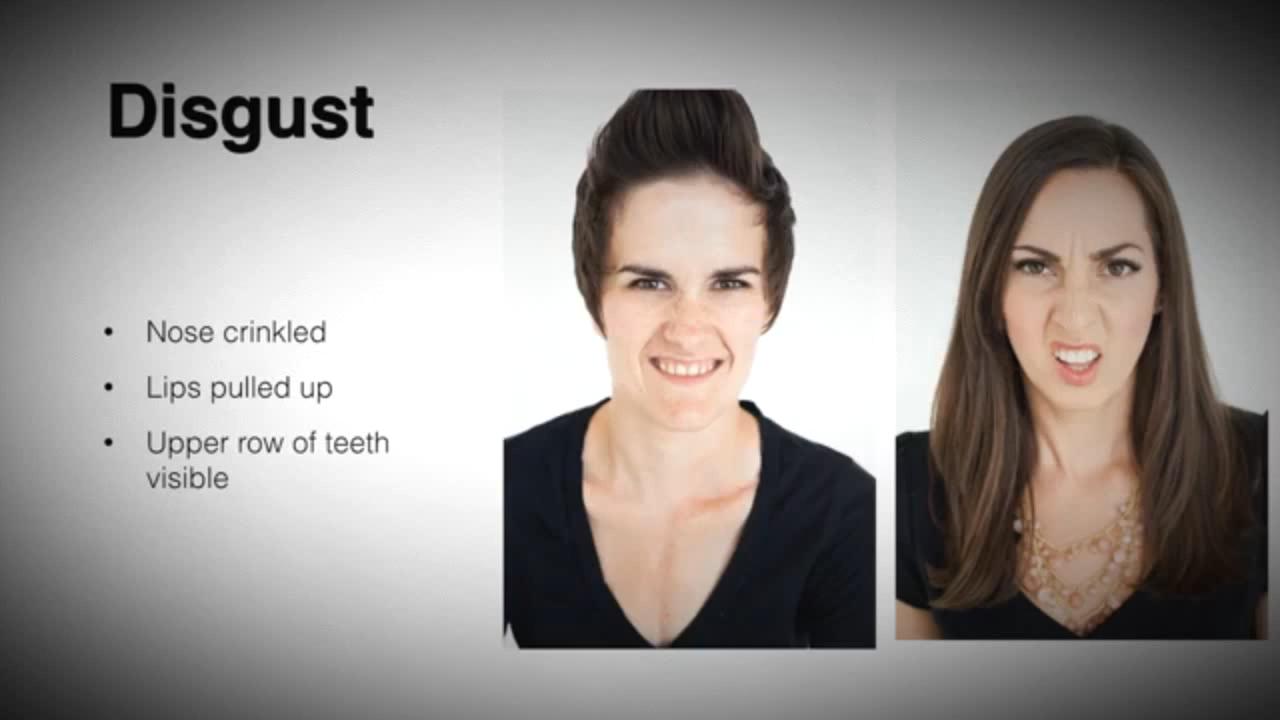 Disgust
• Nose crinkled
• Lips pulled up
• Upper row of teeth
visible